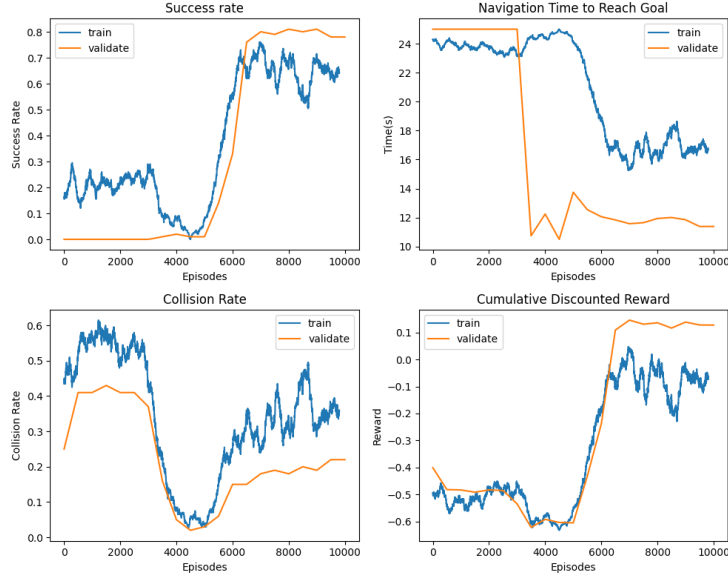 Success rate
train
validate
Success Rate
0.8
0.7
0.6
0.5
0.4
0.3
0.2
0.1
0.0
0 2000 4000 6000 8000 10000
Episodes
Navigation Time to Reach Goal
train
validate
Time(s)
24
22
20
18
16
14
12
10
0 2000 4000 6000 8000 10000
Episodes
Collision Rate
train
validate
Collision Rate
0.6
0.5
0.4
0.3
0.2
0.1
0.0
0 2000 4000 6000 8000 10000
Episodes
Cumulative Discounted Reward
train
validate
Reward
0.1
0.0
−0.1
−0.2
−0.3
−0.4
−0.5
−0.6
0 2000 4000 6000 8000 10000
Episodes